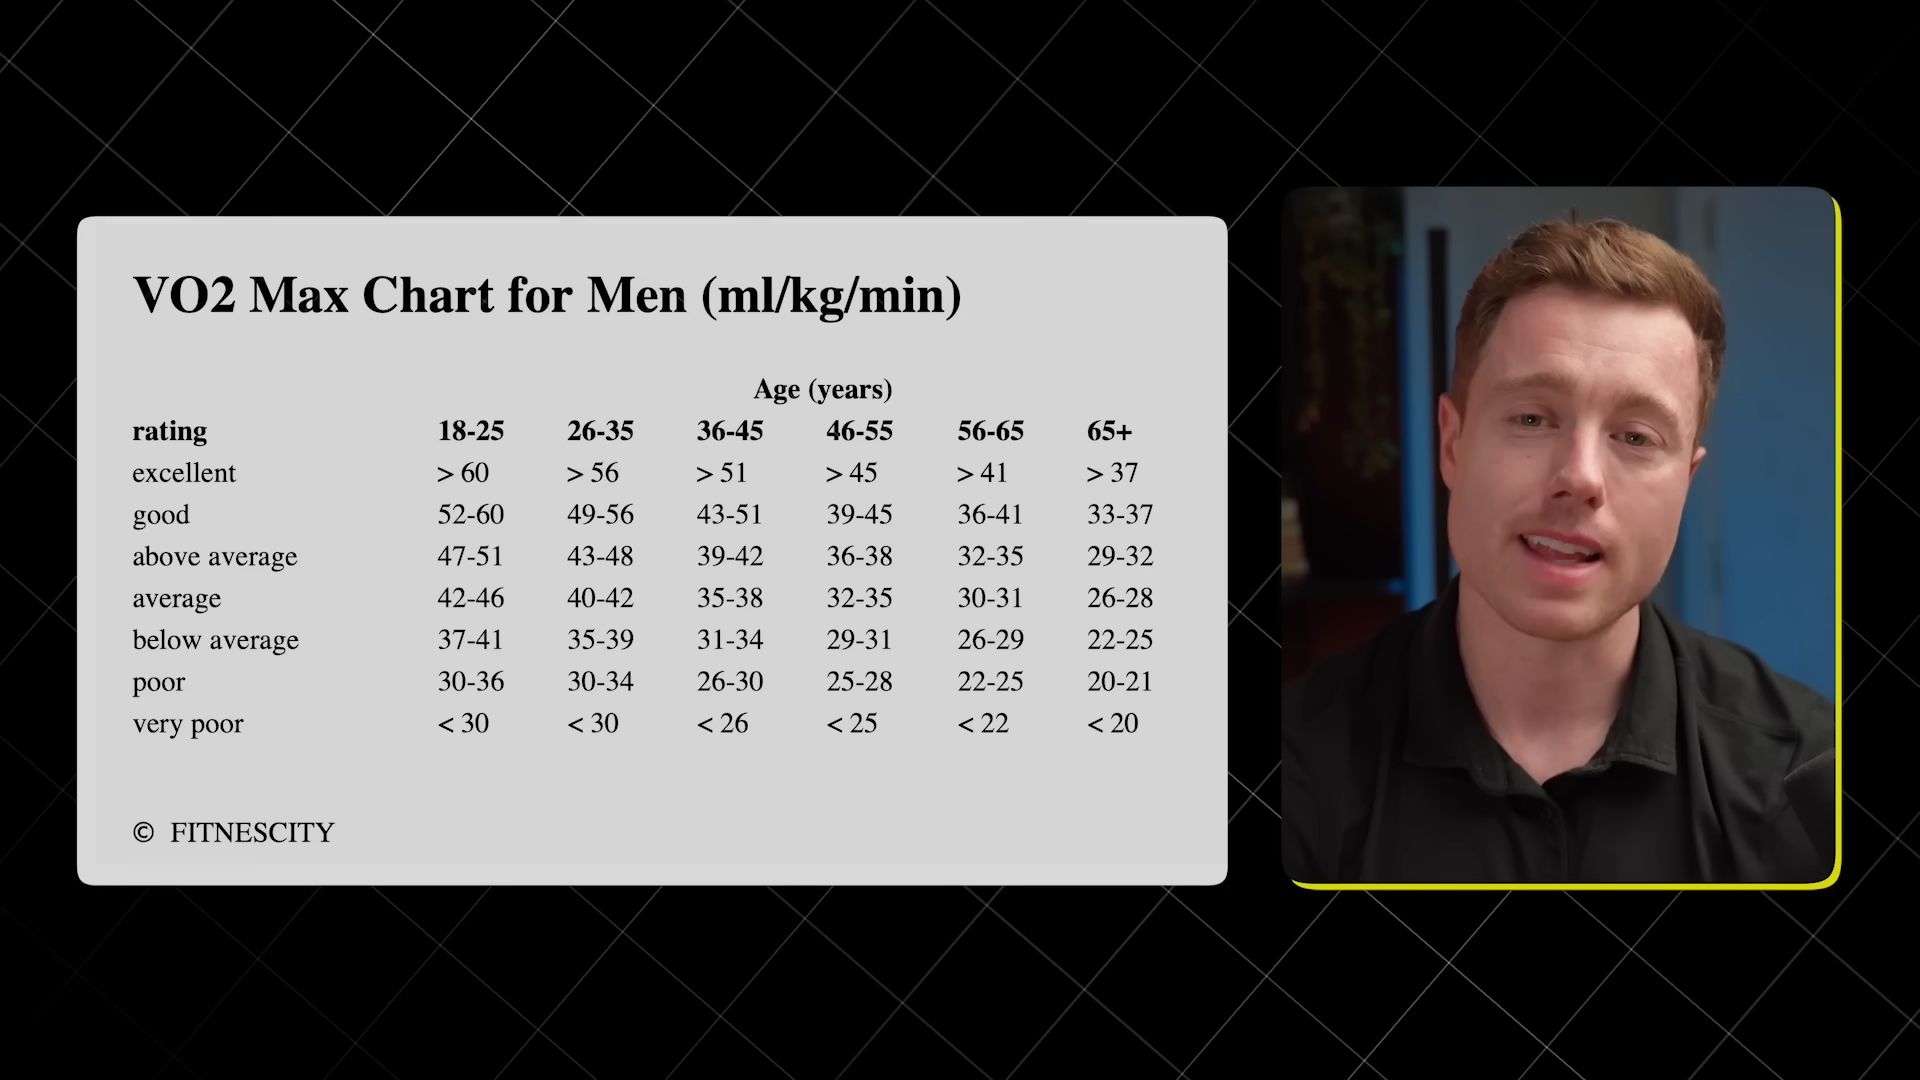 VO2 Max Chart for Men (ml/kg/min)
Age (years)
rating 18-25 26-35 36-45 46-55 56-65 65+
excellent > 60 > 56 > 51 > 45 > 41 > 37
good 52-60 49-56 43-51 39-45 36-41 33-37
above average 47-51 43-48 39-42 36-38 32-35 29-32
average 42-46 40-42 35-38 32-35 30-31 26-28
below average 37-41 35-39 31-34 29-31 26-29 22-25
poor 30-36 30-34 26-30 25-28 22-25 20-21
very poor < 30 < 30 < 26 < 25 < 22 < 20
© FITNESCITY